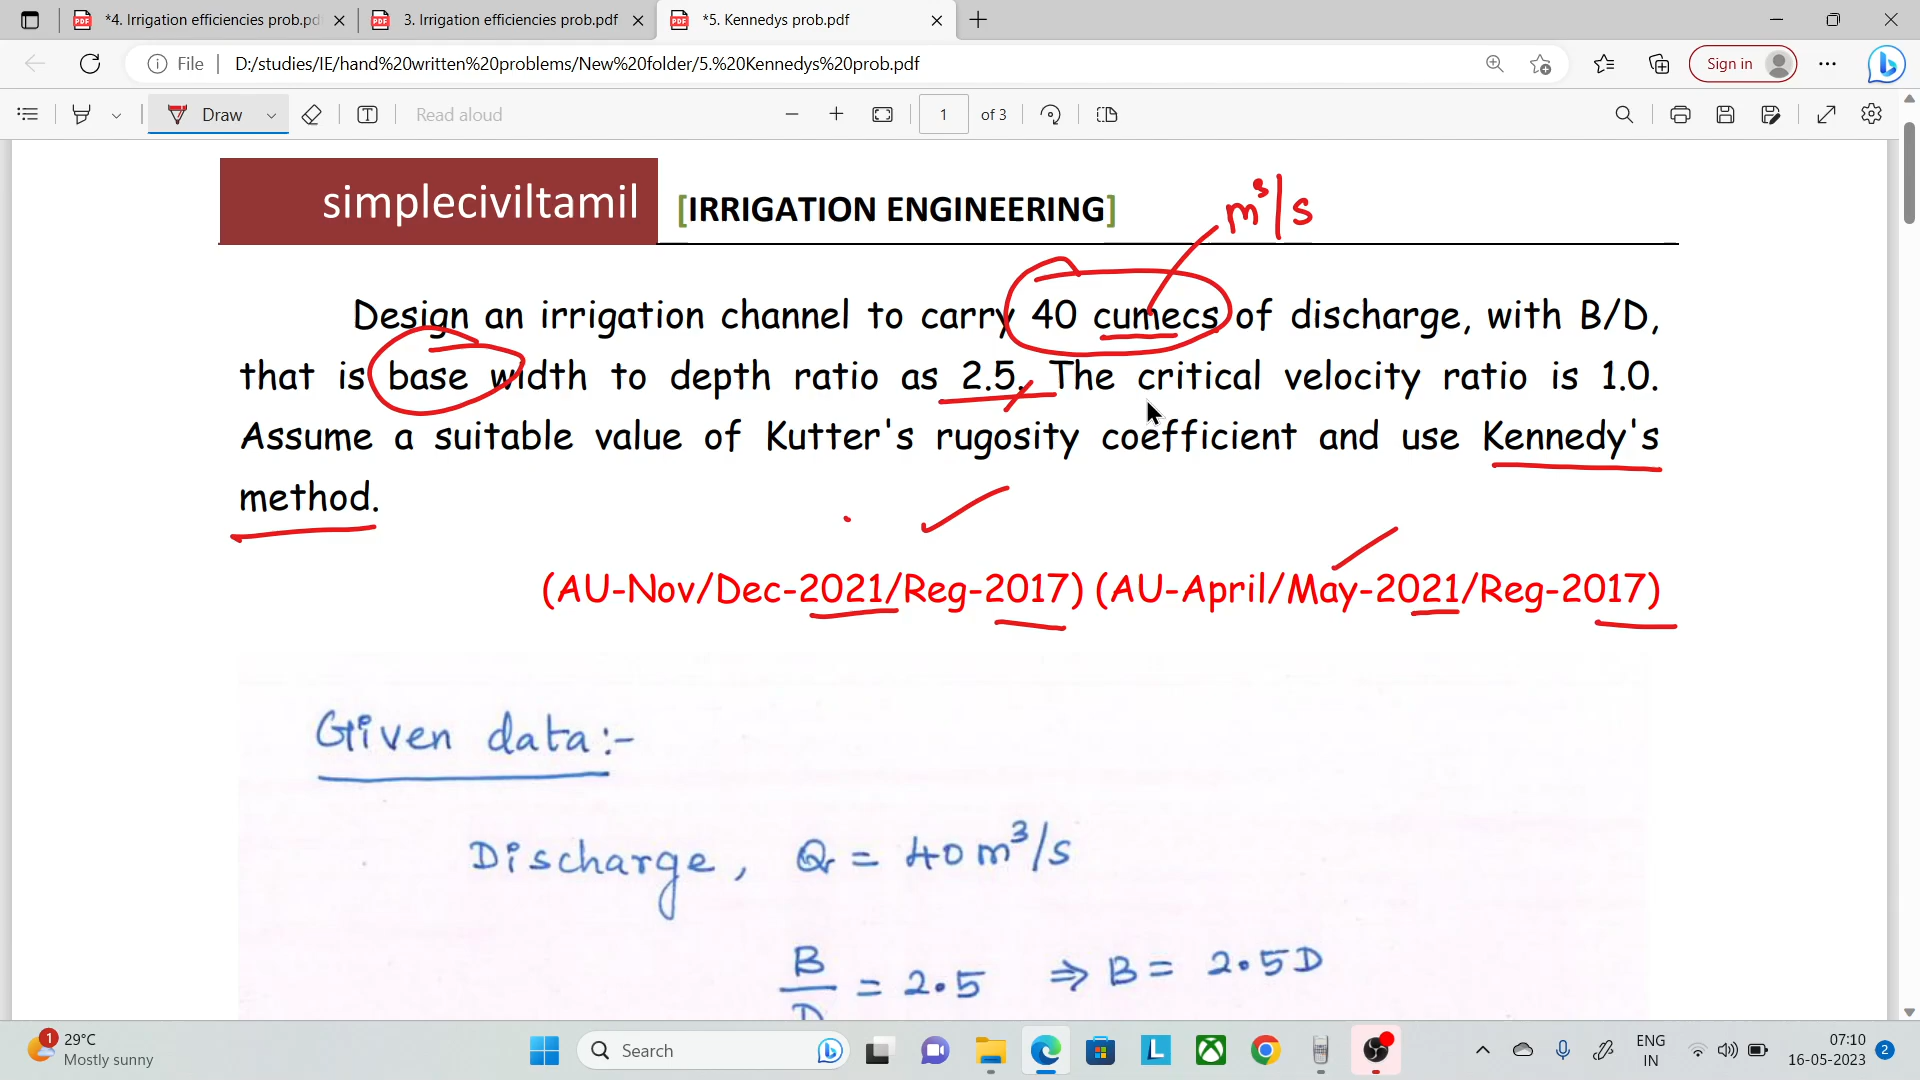 *4. Irrigation efficiencies prob.pd
3. Irrigation efficiencies prob.pdf
*5. Kennedys prob.pdf
File
D:/studies/IE/hand%20written%20problems/New%20folder/5.%20Kennedys%20prob.pdf
Sign in
Draw
Read aloud
1 of 3
simpleciviltamil [IRRIGATION ENGINEERING]
m³/s
Design an irrigation channel to carry 40 cumecs of discharge, with B/D,
that is base width to depth ratio as 2.5. The critical velocity ratio is 1.0.
Assume a suitable value of Kutter's rugosity coefficient and use Kennedy's
method.
(AU-Nov/Dec-2021/Reg-2017) (AU-April/May-2021/Reg-2017)
Given data:-
Discharge, Q = 40 m³/s
B/D = 2.5 ⇒ B = 2.5D
1
29°C
Mostly sunny
Search
ENG
IN
07:10
16-05-2023
2